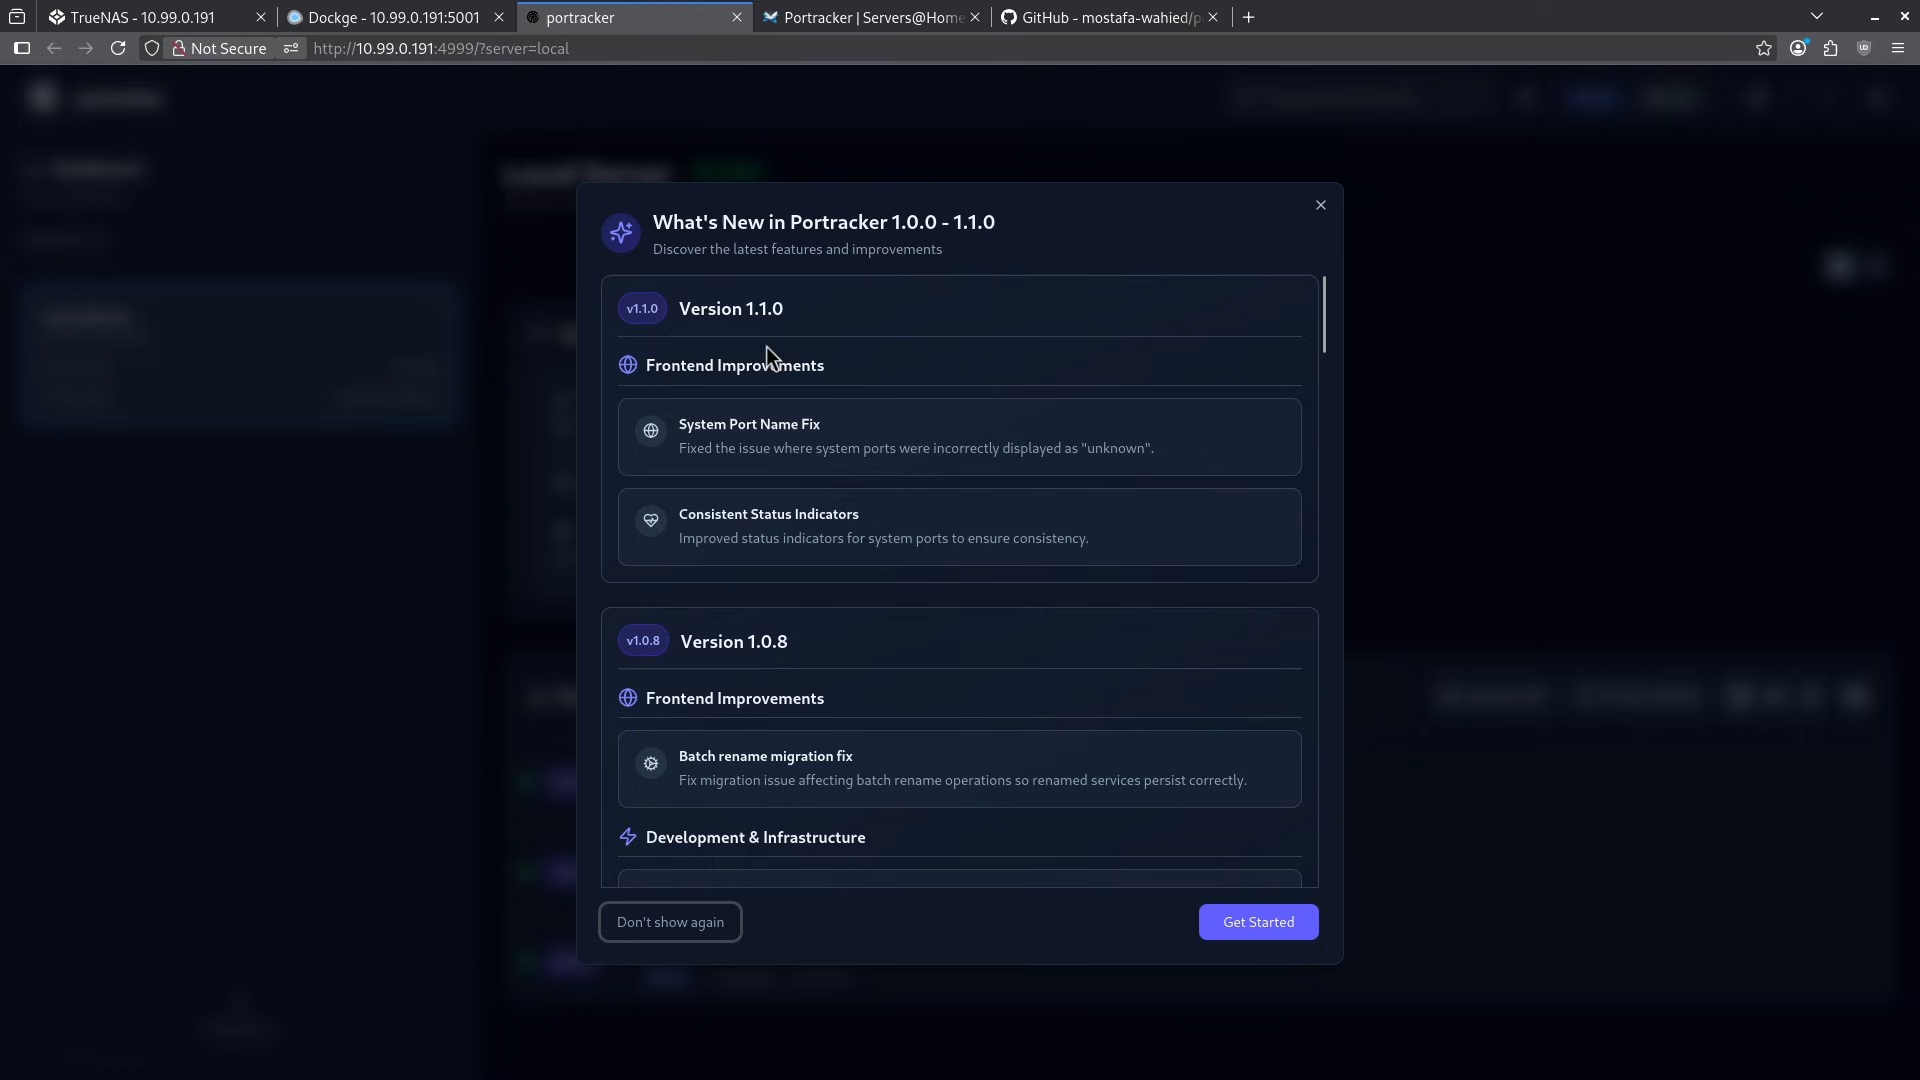 TrueNAS - 10.99.0.191
Dockge - 10.99.0.191:5001
portracker
Portracker | Servers@Home
GitHub - mostafa-wahied/p
Not Secure
http://10.99.0.191:4999/?server=local
What's New in Portracker 1.0.0 - 1.1.0
Discover the latest features and improvements
v1.1.0 Version 1.1.0
Frontend Improvements
System Port Name Fix
Fixed the issue where system ports were incorrectly displayed as "unknown".
Consistent Status Indicators
Improved status indicators for system ports to ensure consistency.
v1.0.8 Version 1.0.8
Frontend Improvements
Batch rename migration fix
Fix migration issue affecting batch rename operations so renamed services persist correctly.
Development & Infrastructure
Don't show again
Get Started